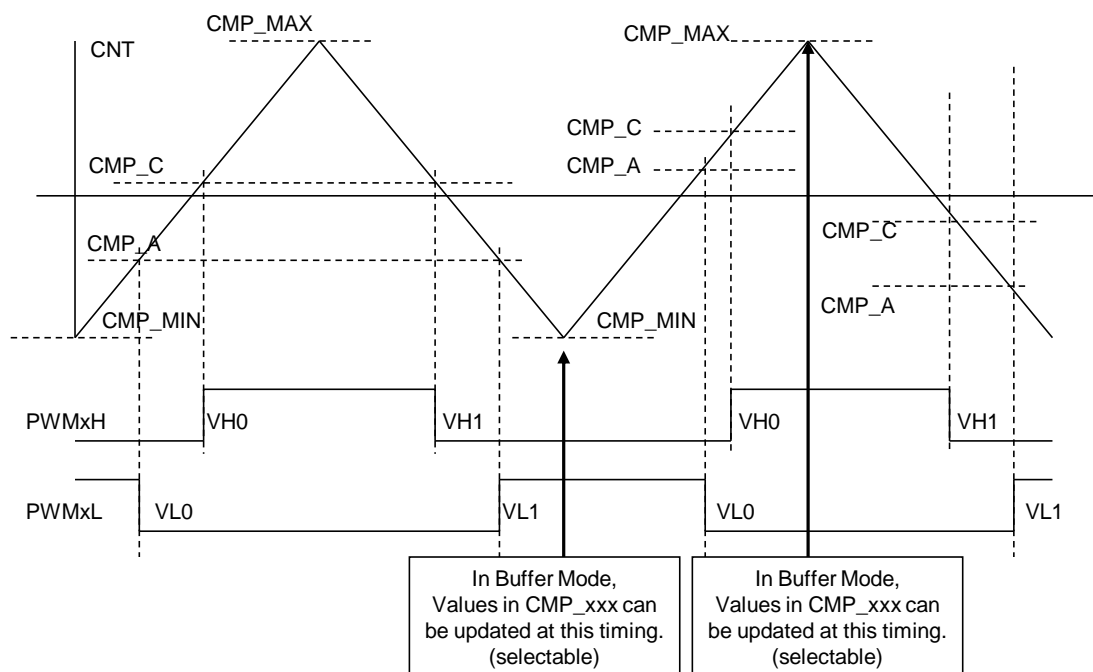 CMP_MAX
CMP_MAX
CNT
CMP_C
CMP_A
CMP_C
CMP_A
CMP_C
CMP_A
CMP_MIN
CMP_MIN
PWMxH
VH0
VH1
VH0
VH1
PWMxL
VL0
VL1
VL0
VL1
In Buffer Mode,
Values in CMP_xxx can
be updated at this timing.
(selectable)
In Buffer Mode,
Values in CMP_xxx can
be updated at this timing.
(selectable)